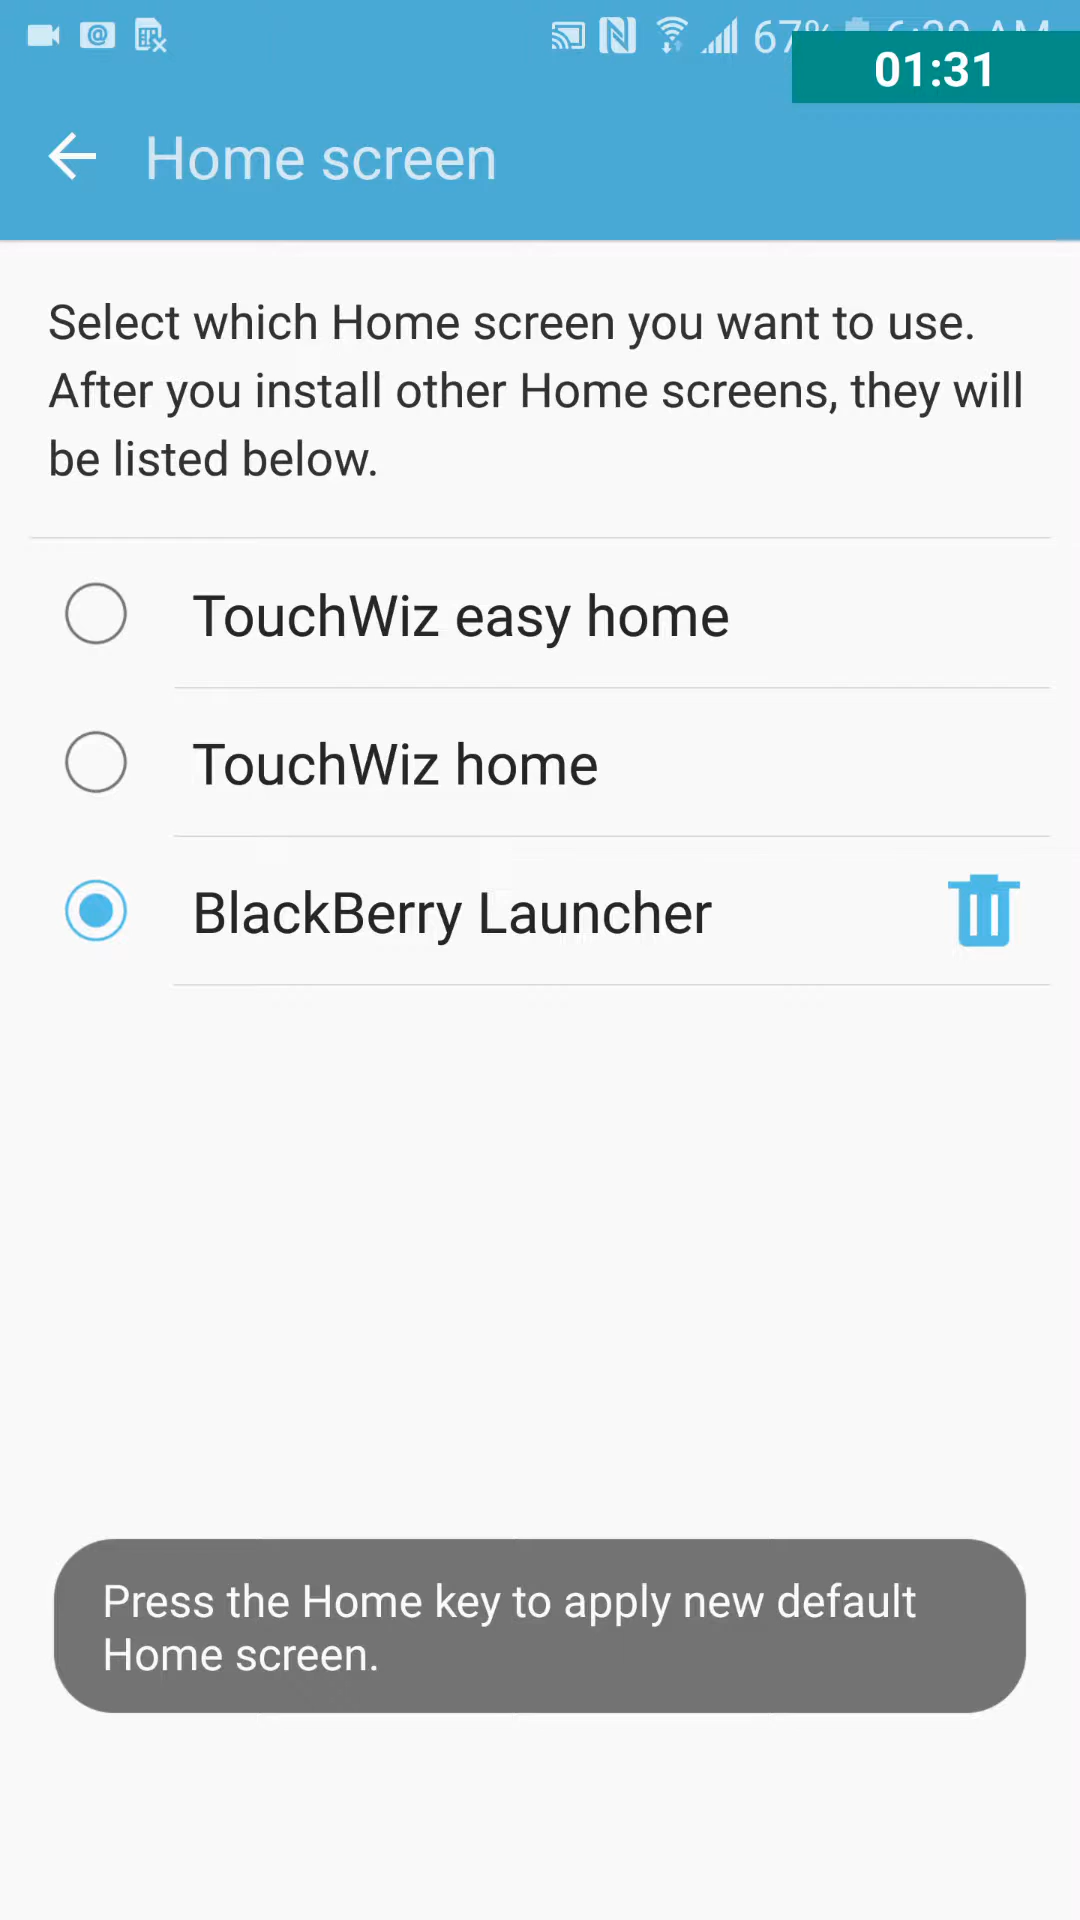 01:31
Home screen
Select which Home screen you want to use.
After you install other Home screens, they will
be listed below.
TouchWiz easy home
TouchWiz home
BlackBerry Launcher
Press the Home key to apply new default
Home screen.